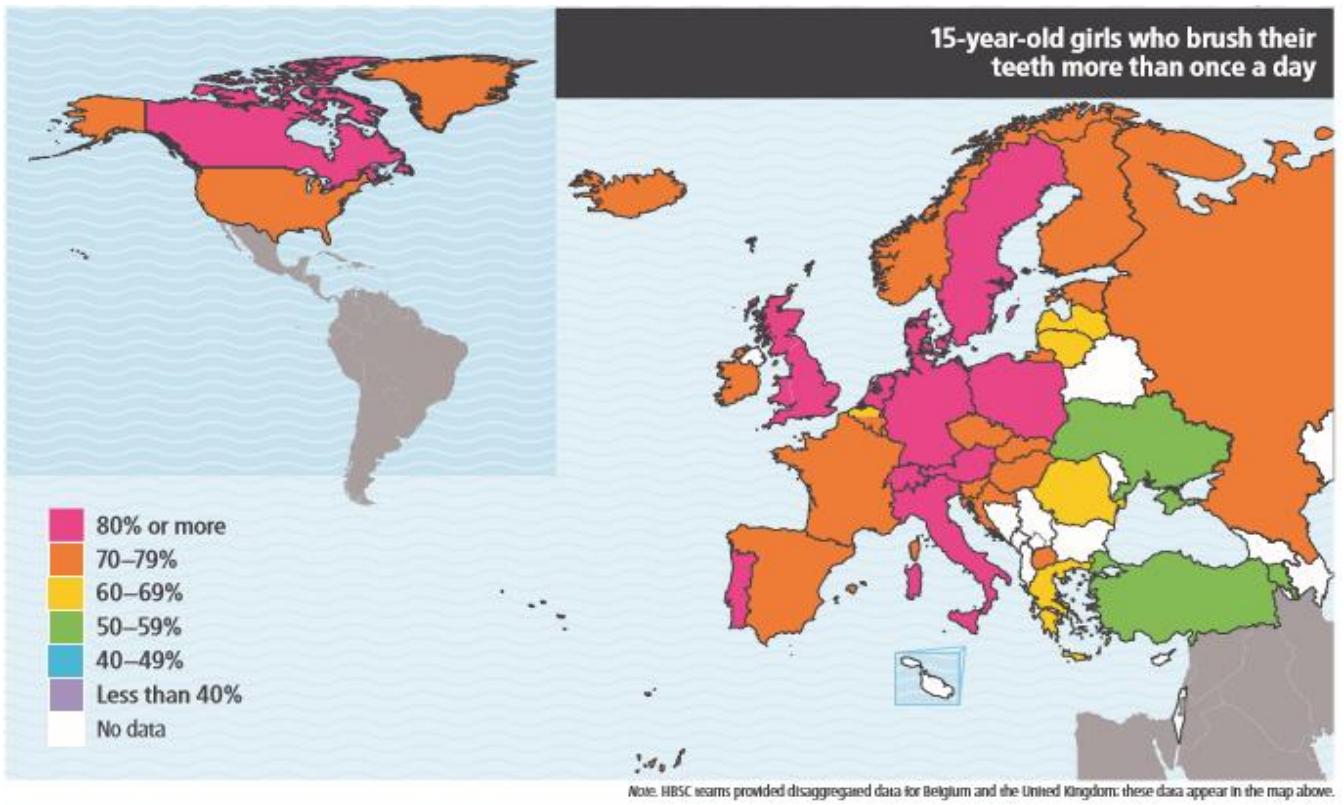 15-year-old girls who brush their
teeth more than once a day
80% or more
70–79%
60–69%
50–59%
40–49%
Less than 40%
No data
Note. HBSC teams provided disaggregated data for Belgium and the United Kingdom; these data appear in the map above.